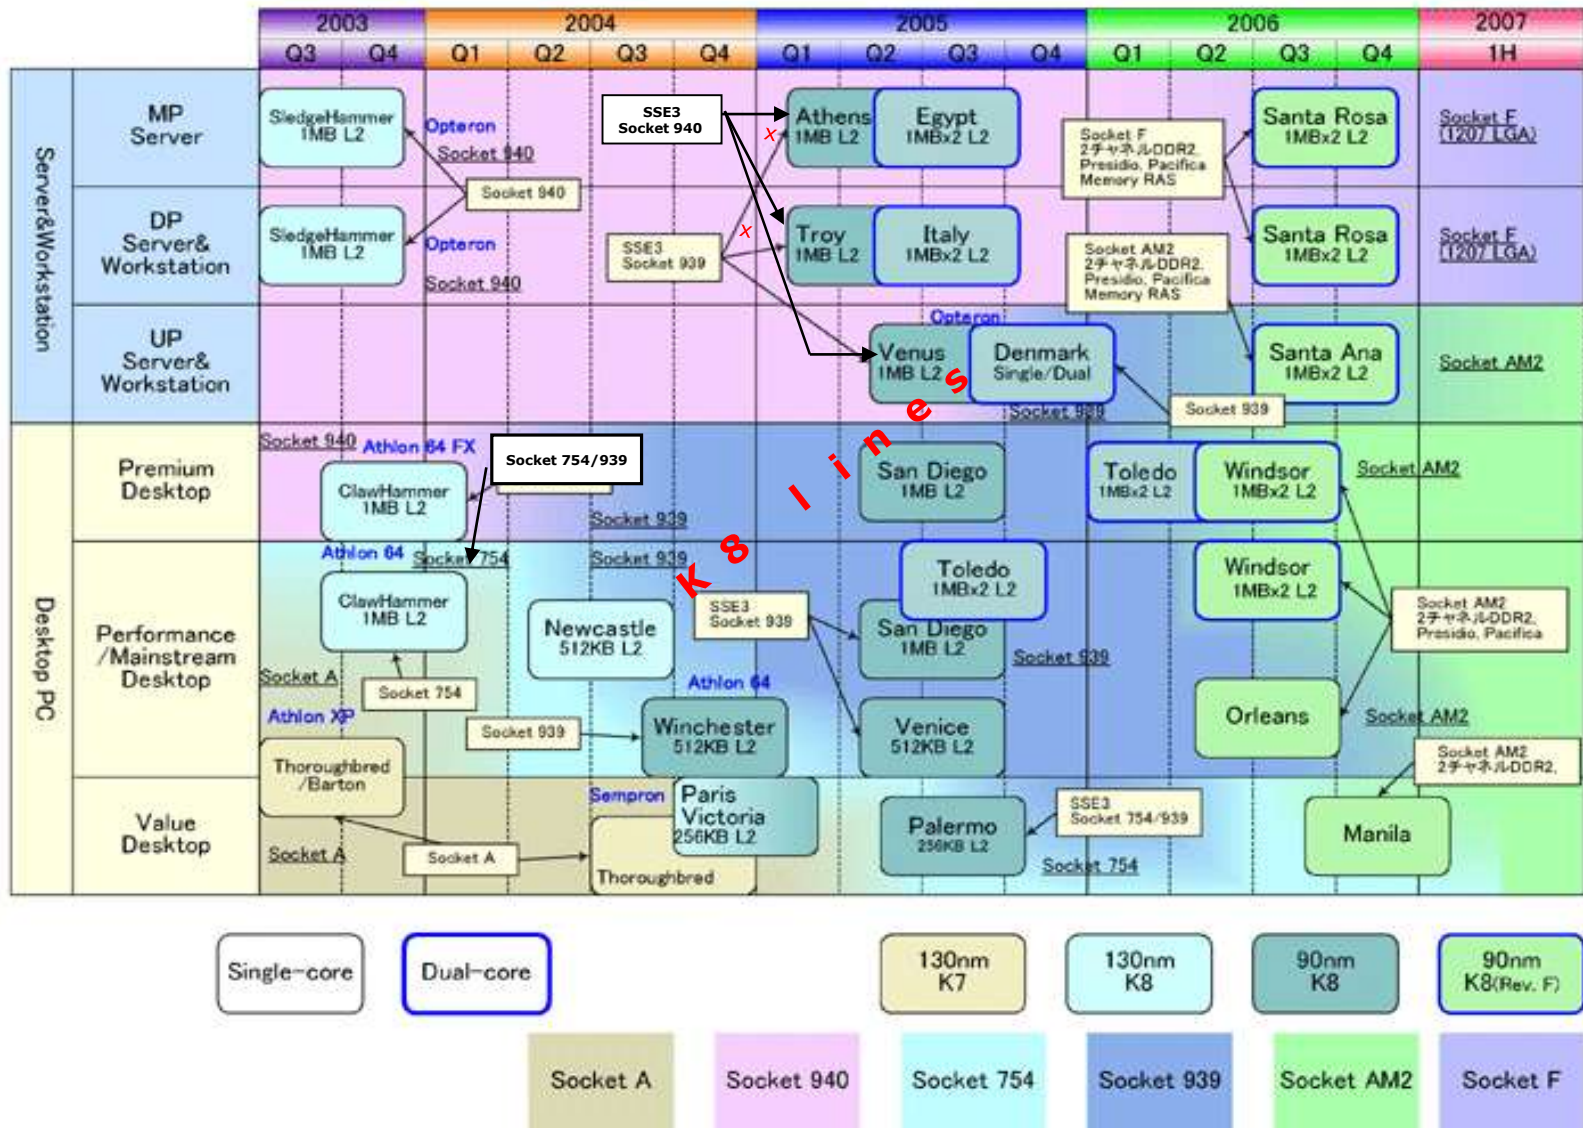 2003
2004
2005
2006
2007
Q3
Q4
Q1
Q2
Q3
Q4
Q1
Q2
Q3
Q4
Q1
Q2
Q3
Q4
1H
Server&Workstation
MP
Server
SledgeHammer
1MB L2
Opteron
Socket 940
Socket 940
SSE3
Socket 940
x
Athens
1MB L2
Egypt
1MBx2 L2
Socket F
2チャネルDDR2,
Presidio, Pacifica
Memory RAS
Santa Rosa
1MBx2 L2
Socket F
(1207 LGA)
DP
Server&
Workstation
SledgeHammer
1MB L2
Opteron
Socket 940
SSE3
Socket 939
x
Troy
1MB L2
Italy
1MBx2 L2
Socket AM2
2チャネルDDR2,
Presidio, Pacifica
Memory RAS
Santa Rosa
1MBx2 L2
Socket F
(1207 LGA)
UP
Server&
Workstation
Opteron
Venus
1MB L2
Denmark
Single/Dual
Socket 939
Socket 939
Santa Ana
1MBx2 L2
Socket AM2
K8 lines
Desktop PC
Premium
Desktop
Socket 940
Athlon 64 FX
ClawHammer
1MB L2
Socket 754/939
Socket 939
San Diego
1MB L2
Toledo
1MBx2 L2
Windsor
1MBx2 L2
Socket AM2
Performance
/Mainstream
Desktop
Athlon 64
Socket 754
Socket 939
ClawHammer
1MB L2
Socket A
Socket 754
Athlon XP
Newcastle
512KB L2
SSE3
Socket 939
Toledo
1MBx2 L2
San Diego
1MB L2
Socket 939
Windsor
1MBx2 L2
Socket AM2
2チャネルDDR2,
Presidio, Pacifica
Athlon 64
Socket 939
Winchester
512KB L2
Venice
512KB L2
Orleans
Socket AM2
Thoroughbred
/Barton
Socket AM2
2チャネルDDR2,
Value
Desktop
Socket A
Socket A
Sempron
Paris
Victoria
256KB L2
Thoroughbred
Palermo
256KB L2
SSE3
Socket 754/939
Socket 754
Manila
Single-core
Dual-core
130nm
K7
130nm
K8
90nm
K8
90nm
K8(Rev. F)
Socket A
Socket 940
Socket 754
Socket 939
Socket AM2
Socket F